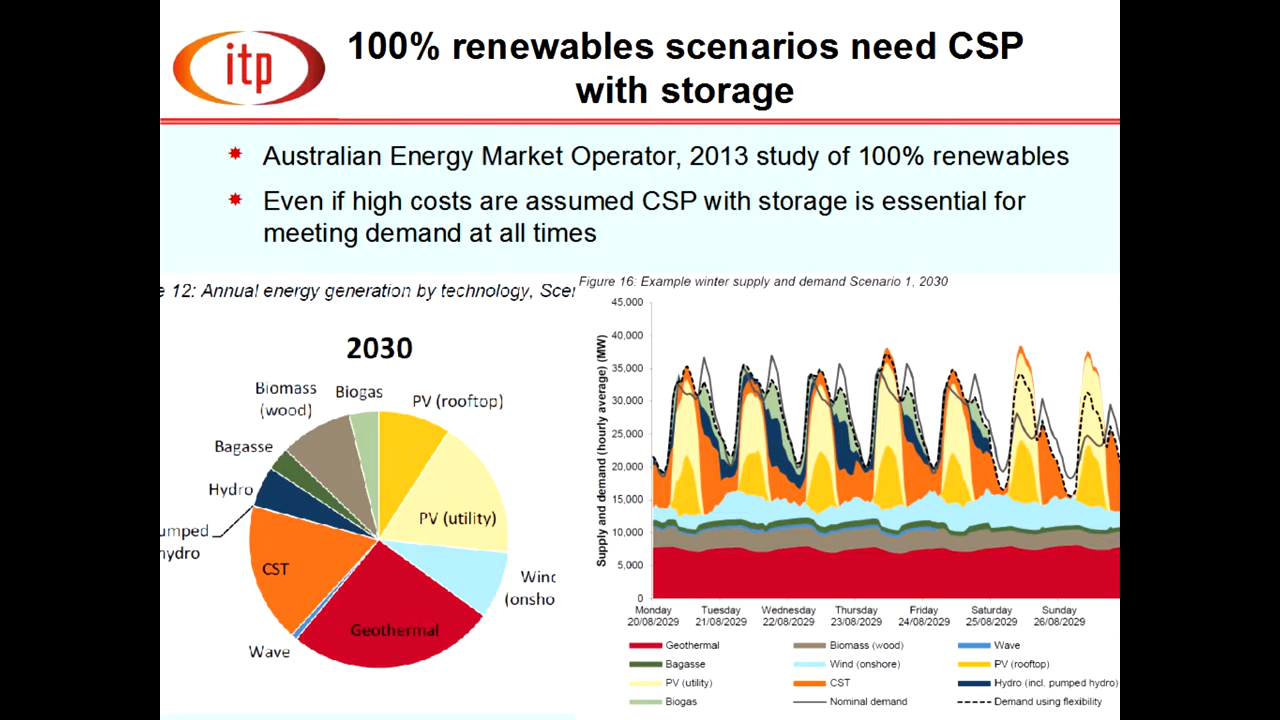 itp
100% renewables scenarios need CSP
with storage
Australian Energy Market Operator, 2013 study of 100% renewables
Even if high costs are assumed CSP with storage is essential for
meeting demand at all times
e 12: Annual energy generation by technology, Scer
2030
Biomass
(wood)
Biogas
PV (rooftop)
Bagasse
Hydro
PV (utility)
umped
hydro
CST
Wind
(onsho
Geothermal
Wave
Figure 16: Example winter supply and demand Scenario 1, 2030
Supply and demand (hourly average) (MW)
45,000
40,000
35,000
30,000
25,000
20,000
15,000
10,000
5,000
0
Monday Tuesday Wednesday Thursday Friday Saturday Sunday
20/08/2029 21/08/2029 22/08/2029 23/08/2029 24/08/2029 25/08/2029 26/08/2029
Geothermal Biomass (wood) Wave
Bagasse Wind (onshore) PV (rooftop)
PV (utility) CST Hydro (incl. pumped hydro)
Biogas Nominal demand Demand using flexibility